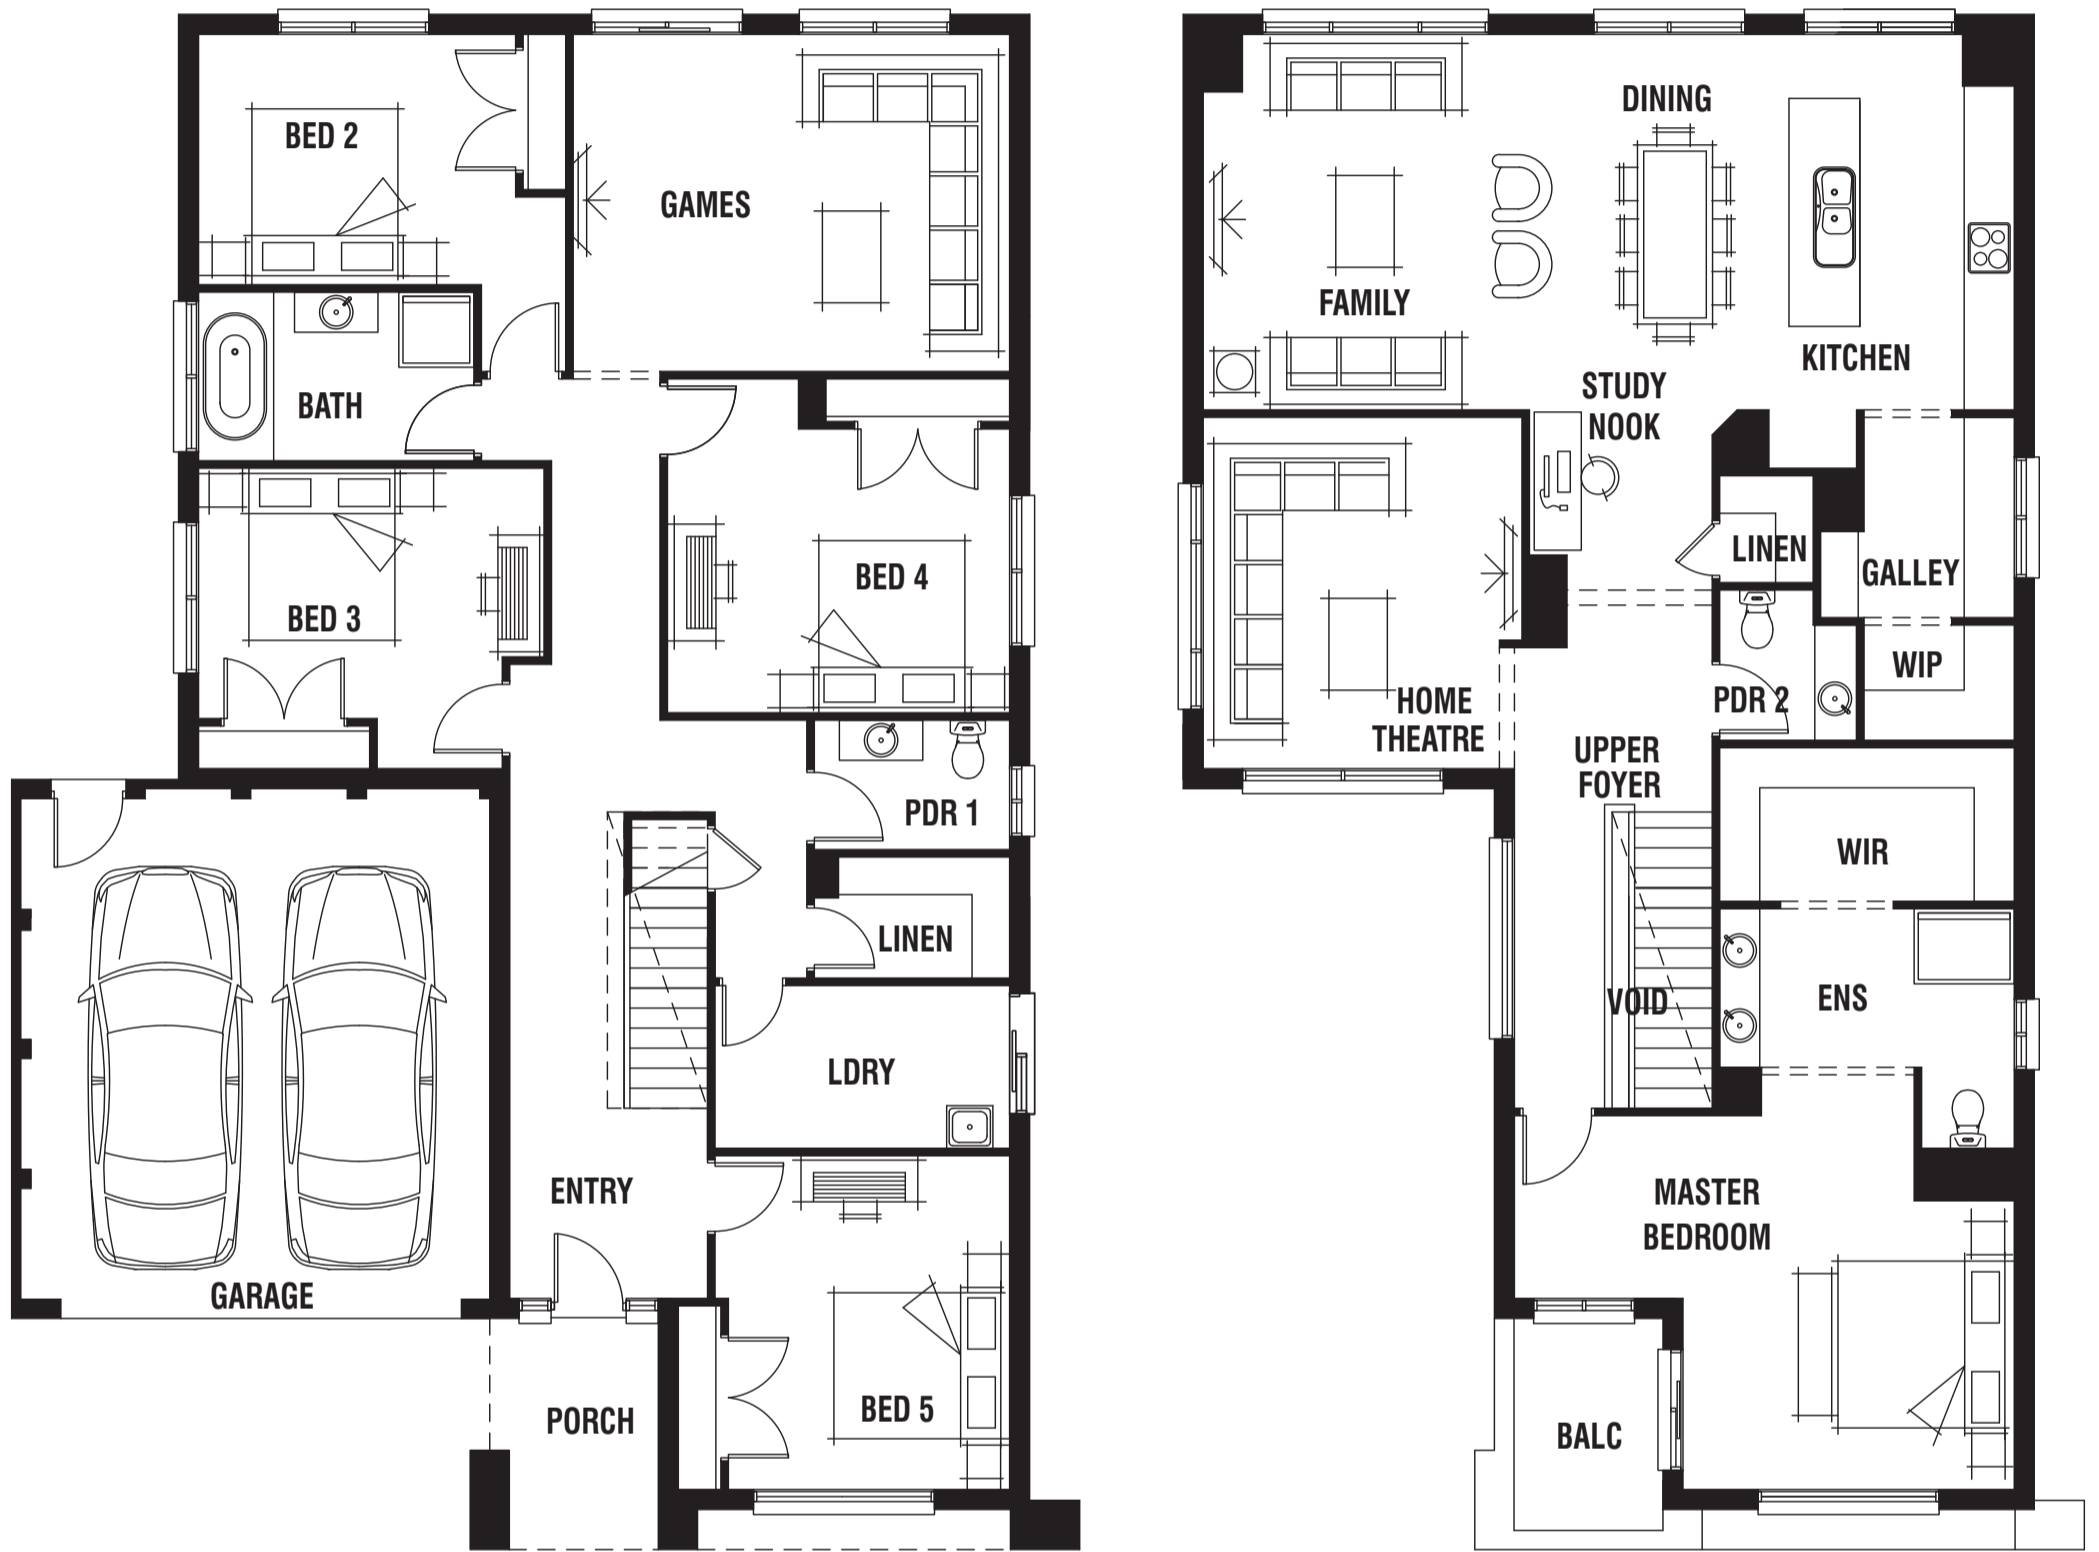 BED 2
GAMES
BATH
BED 3
BED 4
PDR 1
LINEN
LDRY
ENTRY
GARAGE
PORCH
BED 5
DINING
FAMILY
KITCHEN
STUDY
NOOK
LINEN
GALLEY
WIP
HOME
THEATRE
PDR 2
UPPER
FOYER
WIR
VOID
ENS
MASTER
BEDROOM
BALC